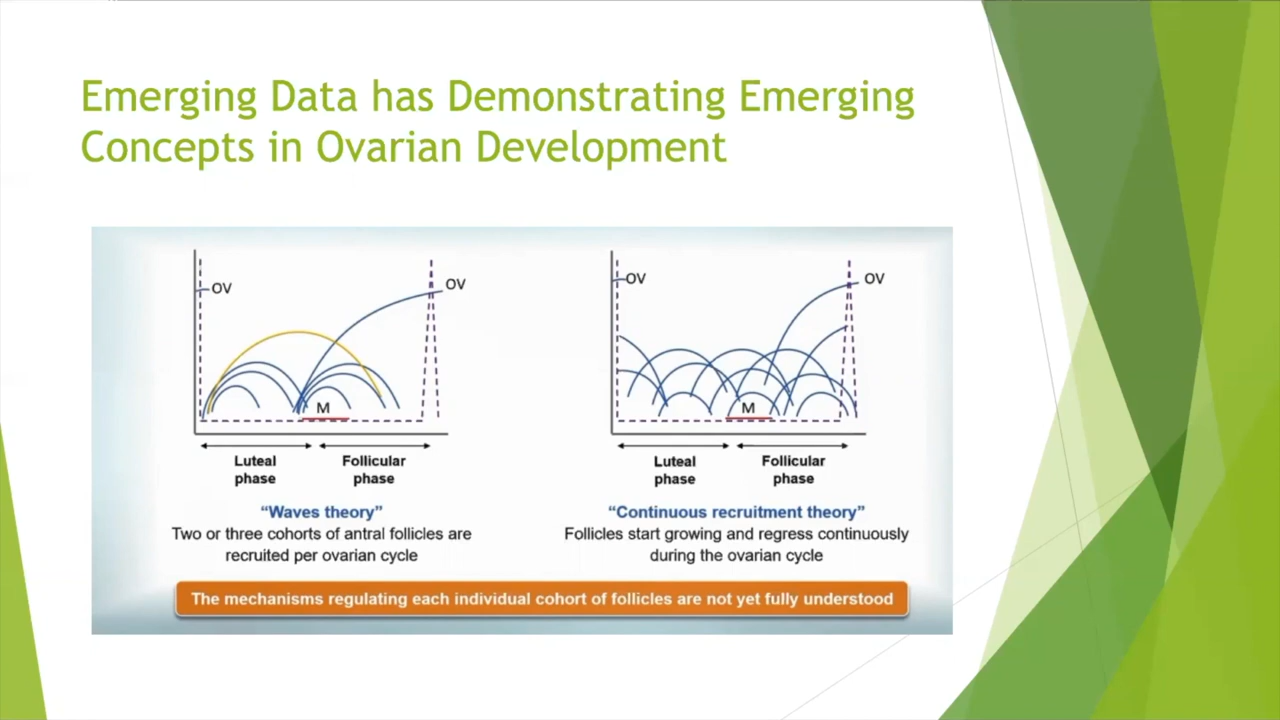 Emerging Data has Demonstrating Emerging
Concepts in Ovarian Development
OV
OV
M
Luteal
phase
Follicular
phase
“Waves theory”
Two or three cohorts of antral follicles are
recruited per ovarian cycle
OV
OV
M
Luteal
phase
Follicular
phase
“Continuous recruitment theory”
Follicles start growing and regress continuously
during the ovarian cycle
The mechanisms regulating each individual cohort of follicles are not yet fully understood